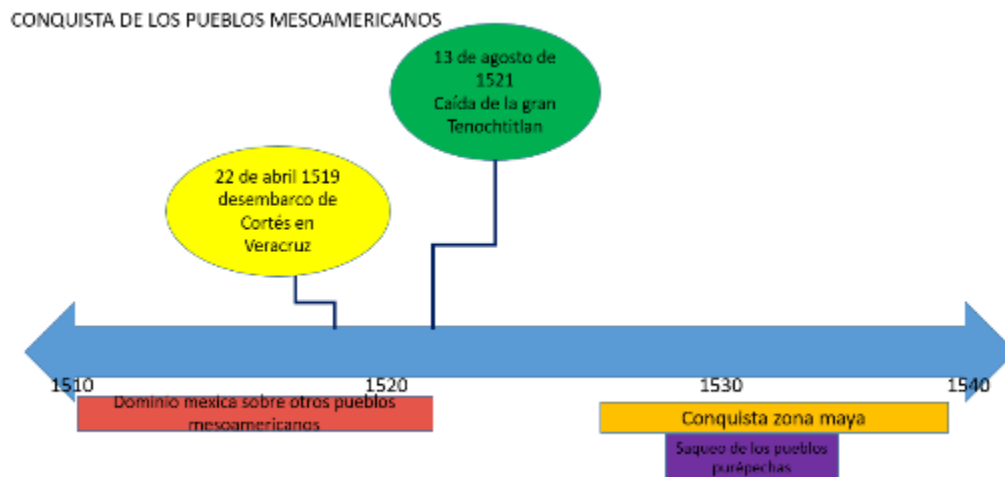 CONQUISTA DE LOS PUEBLOS MESOAMERICANOS
13 de agosto de
1521
Caída de la gran
Tenochtitlan
22 de abril 1519
desembarco de
Cortés en
Veracruz
1510
1520
1530
1540
Dominio mexica sobre otros pueblos
mesoamericanos
Conquista zona maya
Saqueo de los pueblos
purépechas